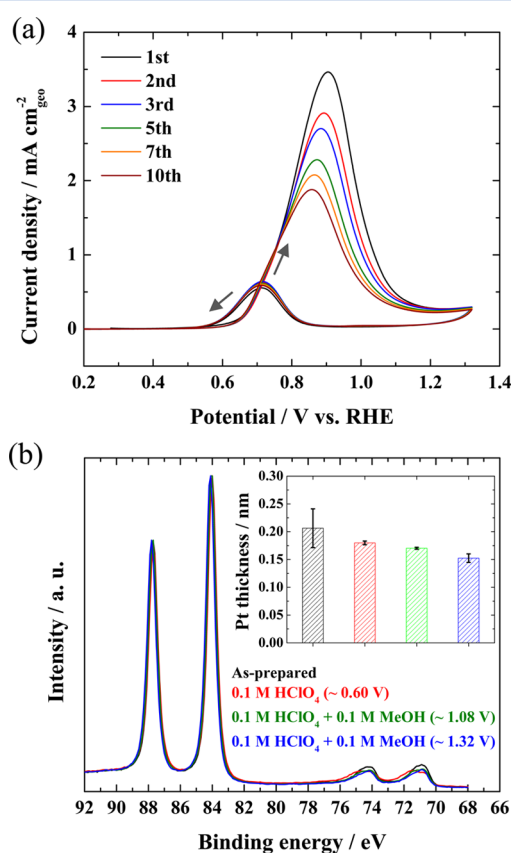 (a)
4
3
2
1
0
Current density / mA cm⁻²geo
1st
2nd
3rd
5th
7th
10th
0.2 0.4 0.6 0.8 1.0 1.2 1.4
Potential / V vs. RHE
(b)
Intensity / a. u.
0.30
0.25
0.20
0.15
0.10
0.05
0.00
Pt thickness / nm
As-prepared
0.1 M HClO₄ (~ 0.60 V)
0.1 M HClO₄ + 0.1 M MeOH (~ 1.08 V)
0.1 M HClO₄ + 0.1 M MeOH (~ 1.32 V)
92 90 88 86 84 82 80 78 76 74 72 70 68 66
Binding energy / eV